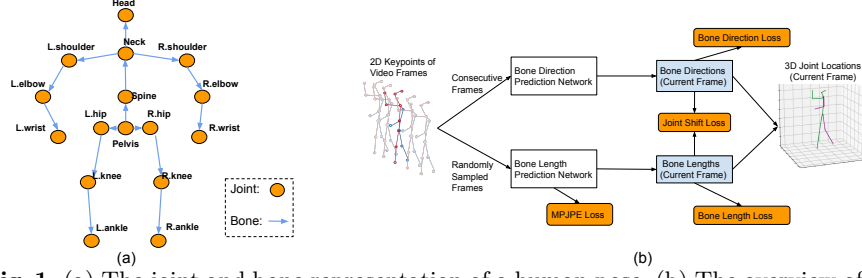 Head
Neck
L.shoulder
R.shoulder
L.elbow
Spine
R.elbow
L.wrist
L.hip
R.hip
R.wrist
Pelvis
L.knee
R.knee
Joint:
Bone:
L.ankle
R.ankle
(a)
2D Keypoints of
Video Frames
Consecutive
Frames
Randomly
Sampled
Frames
Bone Direction
Prediction Network
Bone Length
Prediction Network
MPJPE Loss
Bone Direction Loss
Bone Directions
(Current Frame)
Joint Shift Loss
Bone Lengths
(Current Frame)
Bone Length Loss
3D Joint Locations
(Current Frame)
(b)
1. (a) The joint and bone representation of a human pose. (b) The overview of